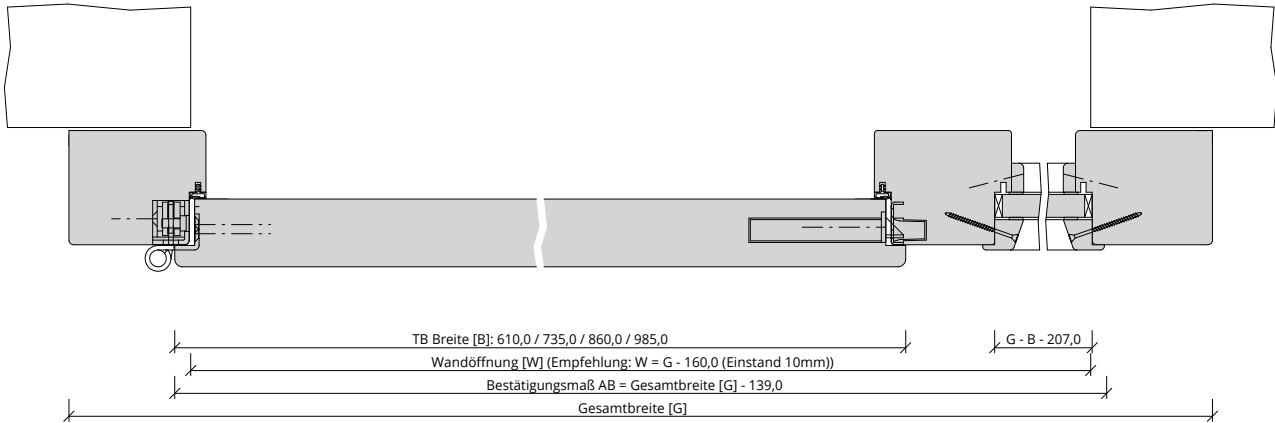 TB Breite [B]: 610,0 / 735,0 / 860,0 / 985,0
G - B - 207,0
Wandöffnung [W] (Empfehlung: W = G - 160,0 (Einstand 10mm))
Bestätigungsmaß AB = Gesamtbreite [G] - 139,0
Gesamtbreite [G]